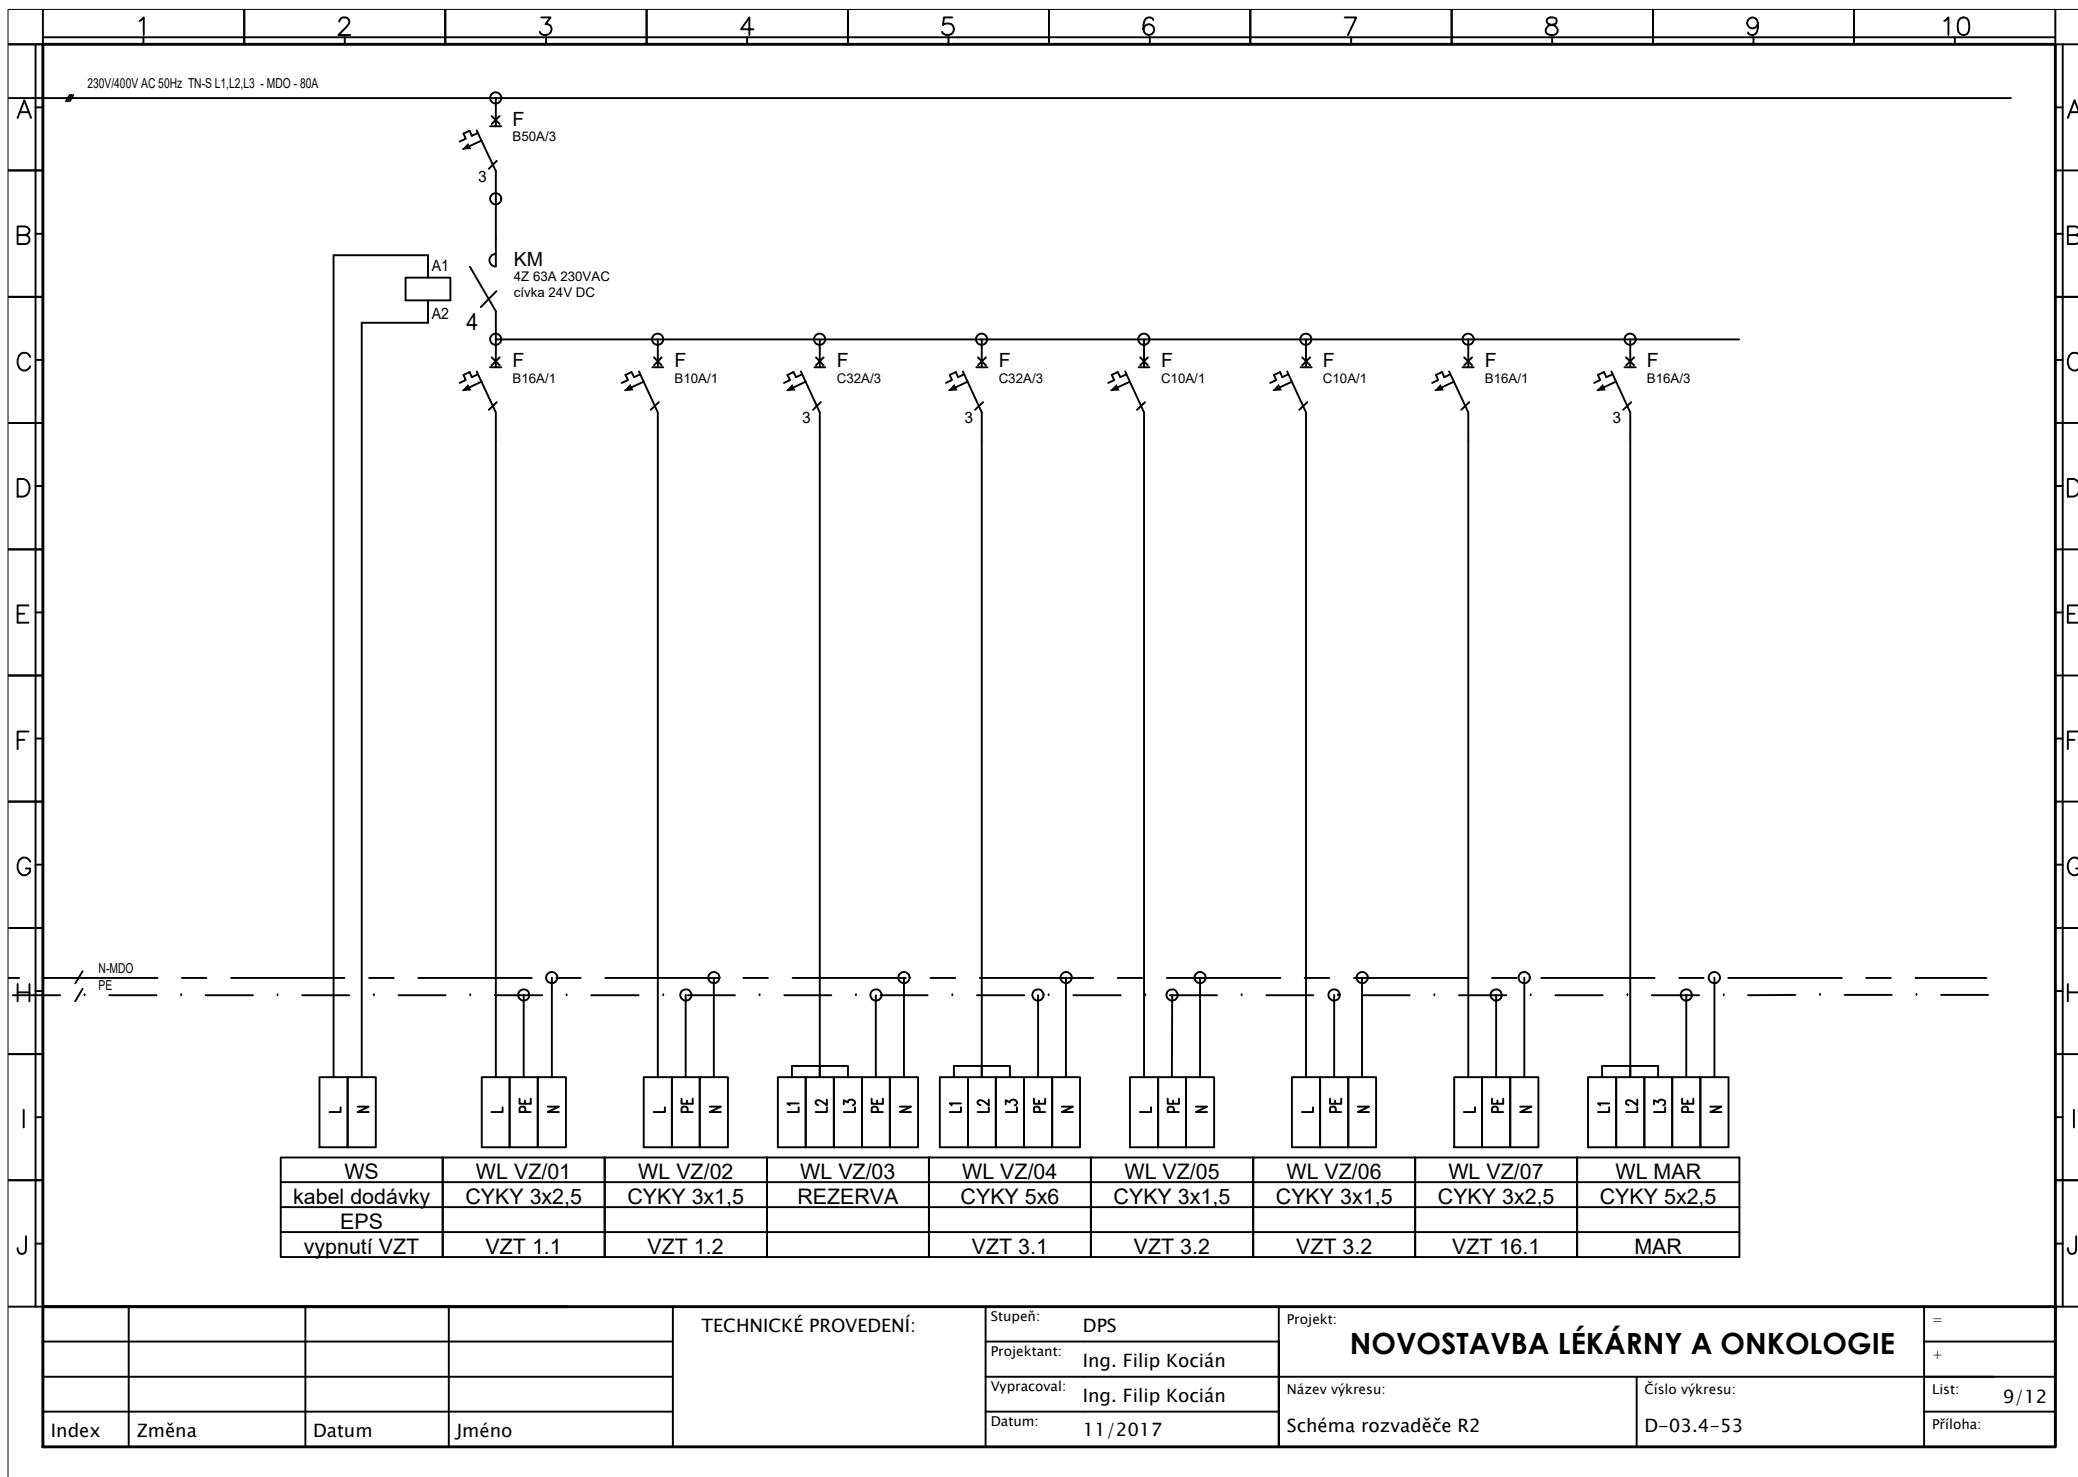 1 2 3 4 5 6 7 8 9 10
230V/400V AC 50Hz TN-S L1,L2,L3 - MDO - 80A
A A
F
B50A/3
3
B B
KM
4Z 63A 230VAC
cívka 24V DC
A1
A2
4
C C
F F F F F F F F
B16A/1 B10A/1 C32A/3 C32A/3 C10A/1 C10A/1 B16A/1 B16A/3
3 3 3
D D
E E
F F
G G
N-MDO
H PE H
I L N L PE N L PE N L1 L2 L3 PE N L1 L2 L3 PE N L PE N L PE N L PE N L1 L2 L3 PE N I
WS WL VZ/01 WL VZ/02 WL VZ/03 WL VZ/04 WL VZ/05 WL VZ/06 WL VZ/07 WL MAR
kabel dodávky CYKY 3x2,5 CYKY 3x1,5 REZERVA CYKY 5x6 CYKY 3x1,5 CYKY 3x1,5 CYKY 3x2,5 CYKY 5x2,5
EPS
J vypnutí VZT VZT 1.1 VZT 1.2 VZT 3.1 VZT 3.2 VZT 3.2 VZT 16.1 MAR J
TECHNICKÉ PROVEDENÍ:
Stupeň: DPS
Projektant: Ing. Filip Kocián
Vypracoval: Ing. Filip Kocián
Datum: 11/2017
Projekt:
NOVOSTAVBA LÉKÁRNY A ONKOLOGIE
Název výkresu:
Schéma rozvaděče R2
Číslo výkresu:
D-03.4-53
=
+
List: 9/12
Příloha:
Index Změna Datum Jméno